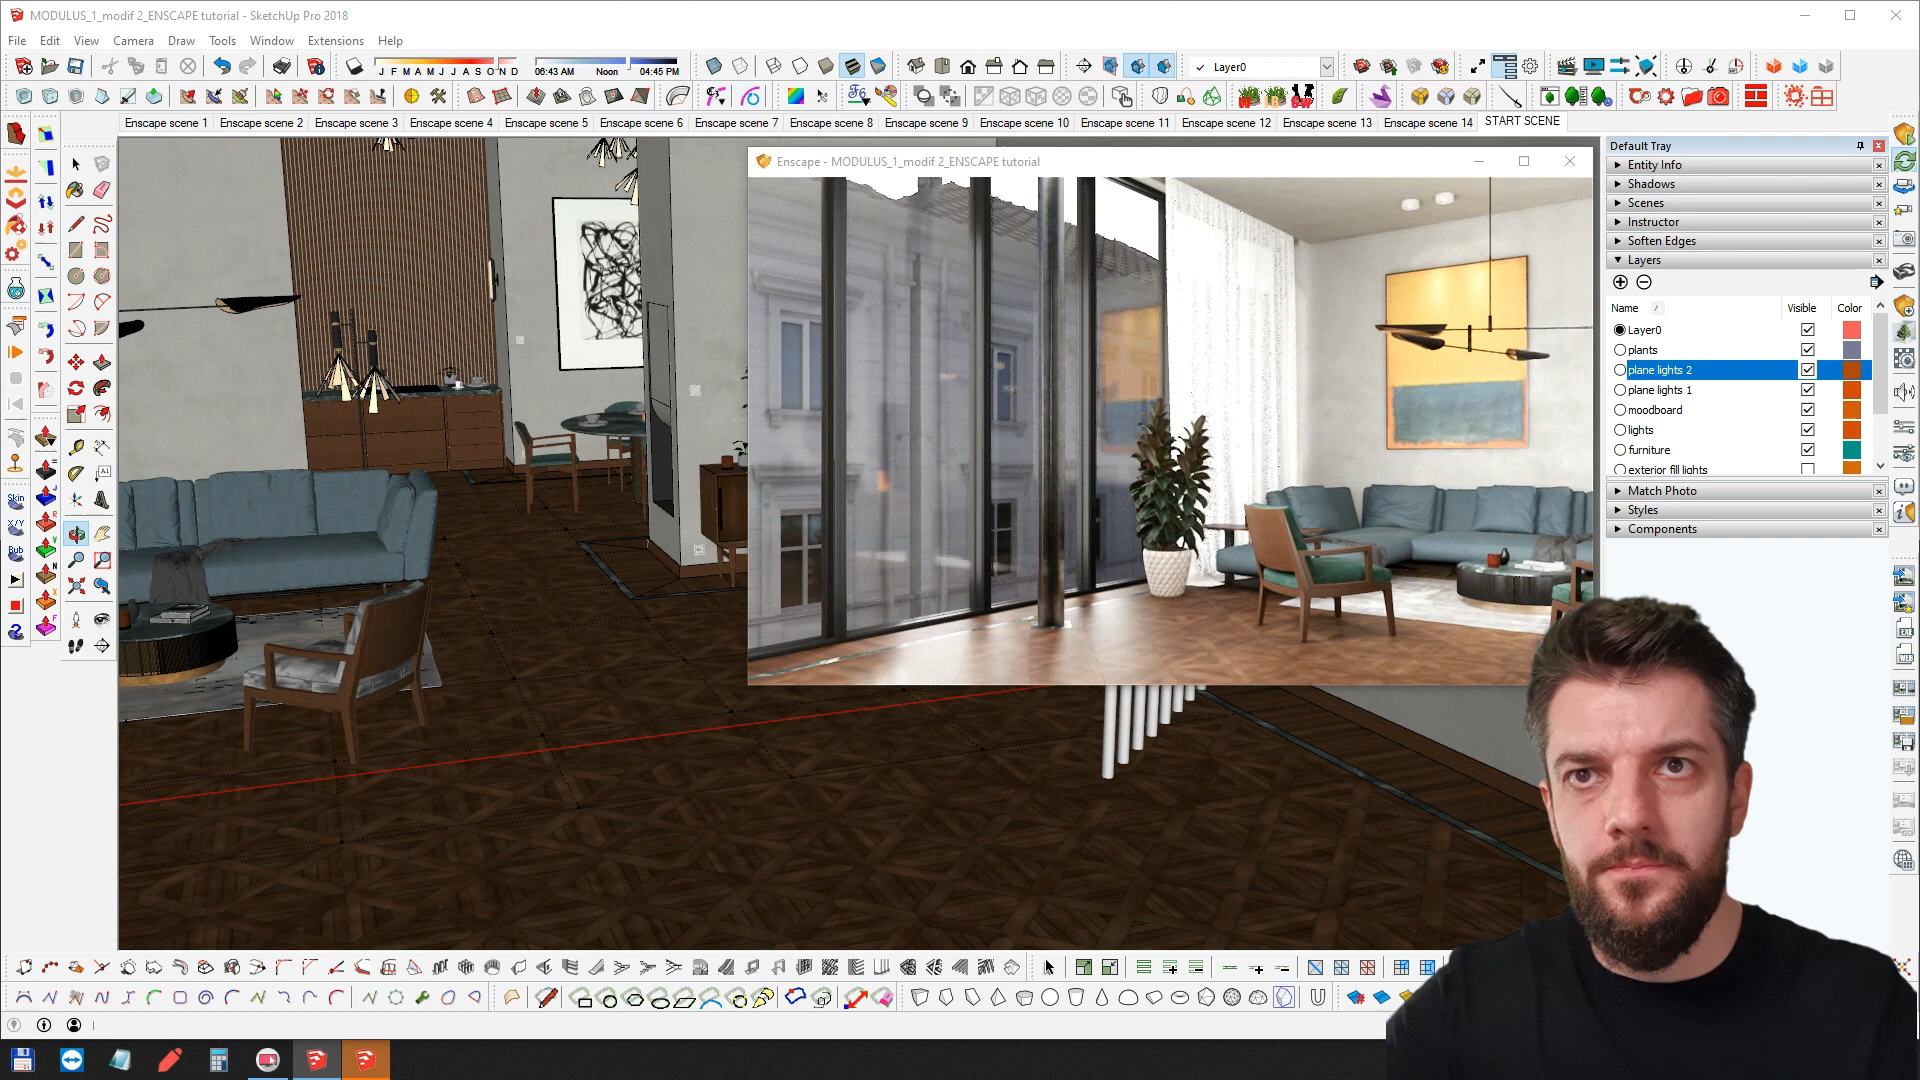 MODULUS_1_modif 2_ENSCAPE tutorial - SketchUp Pro 2018
File Edit View Camera Draw Tools Window Extensions Help
J F M A M J J A S O N D
06:43 AM Noon 04:45 PM
Layer0
Enscape scene 1 Enscape scene 2 Enscape scene 3 Enscape scene 4 Enscape scene 5 Enscape scene 6 Enscape scene 7 Enscape scene 8 Enscape scene 9 Enscape scene 10 Enscape scene 11 Enscape scene 12 Enscape scene 13 Enscape scene 14 START SCENE
Enscape - MODULUS_1_modif 2_ENSCAPE tutorial
Default Tray
Entity Info
Shadows
Scenes
Instructor
Soften Edges
Layers
Name Visible Color
Layer0
plants
plane lights 2
plane lights 1
moodboard
lights
furniture
exterior fill lights
Match Photo
Styles
Components
Skin
X/Y
Bub